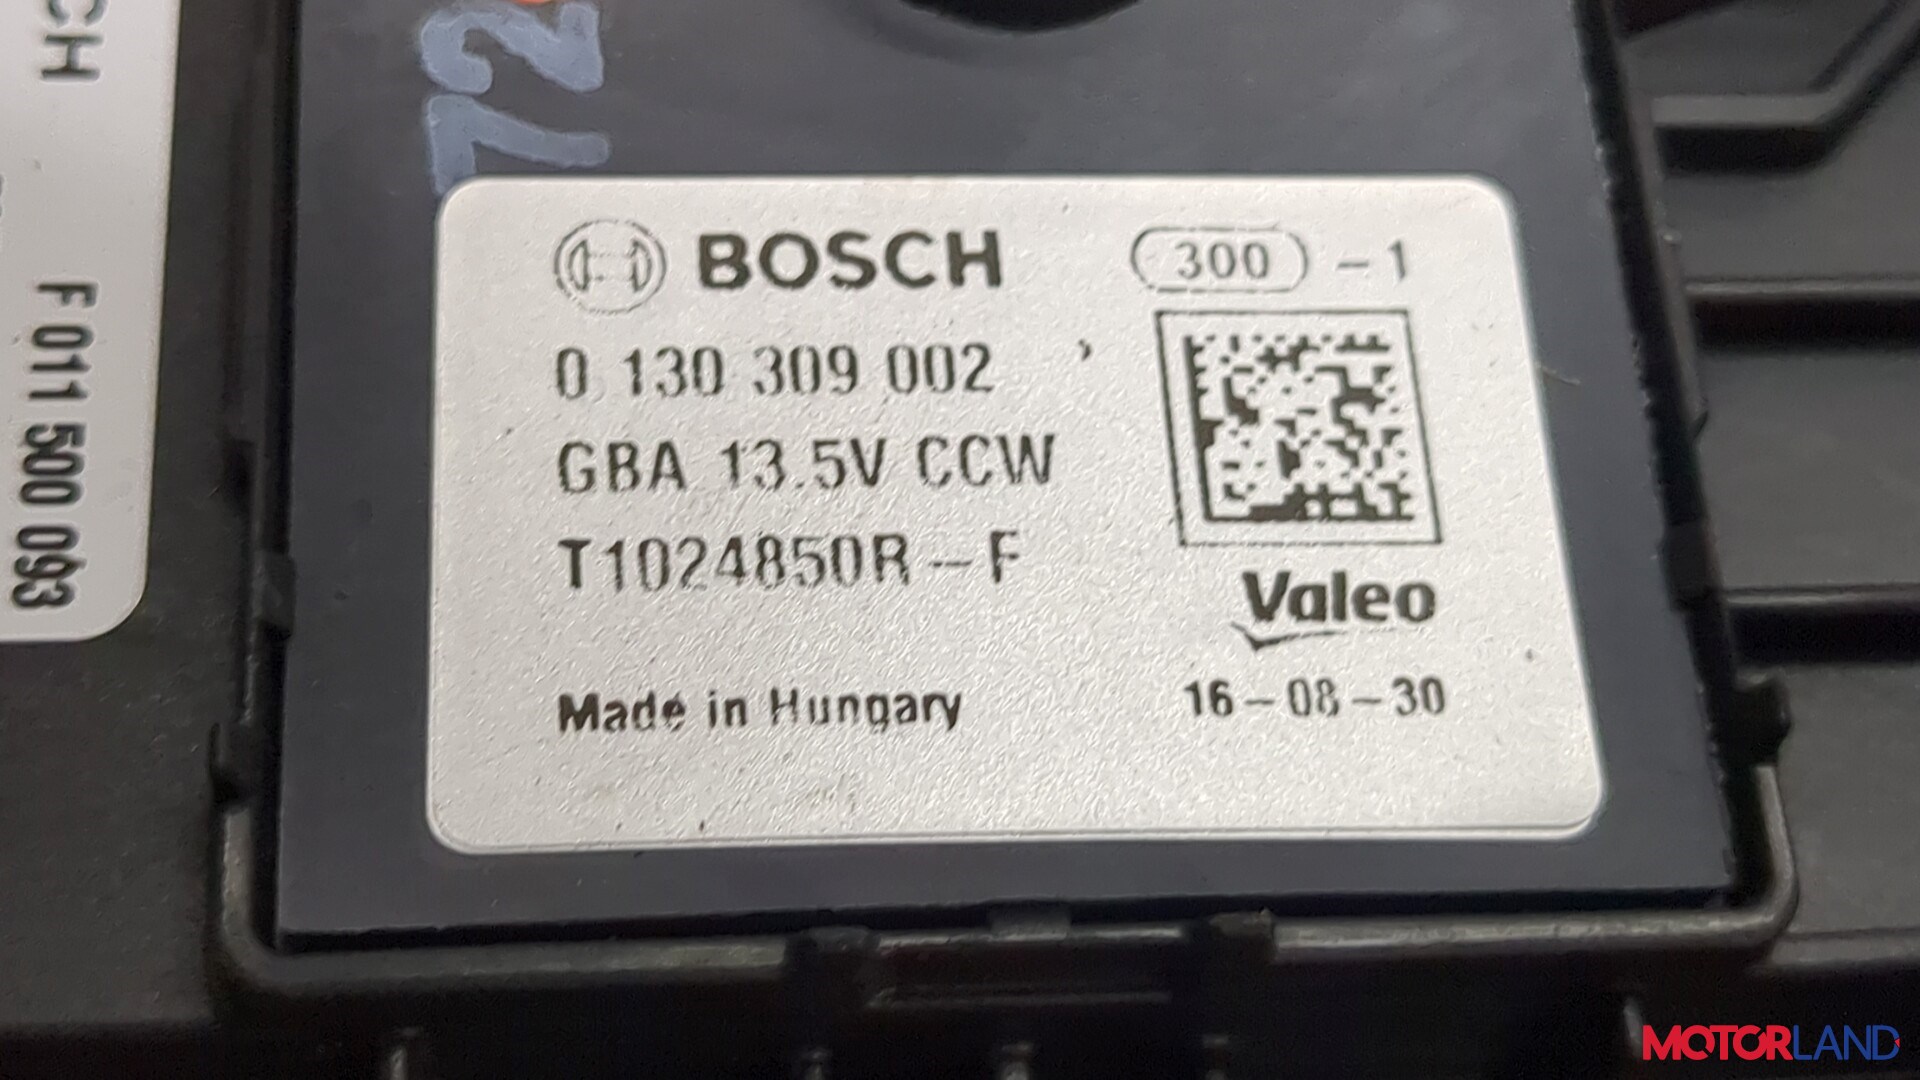 CH
F 011 500 093
72
BOSCH
300 - 1
0 130 309 002
GBA 13.5V CCW
T1024850R - F
Valeo
Made in Hungary
16 - 08 - 30
MOTORLAND